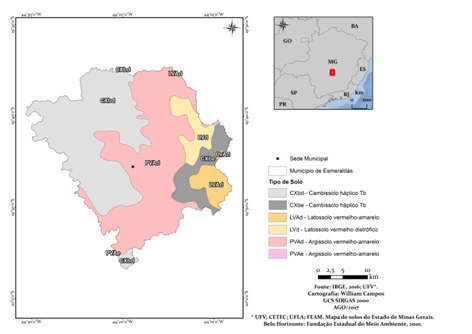 CXbd
LVAd
CXbd
LVd
LVAd
CXbe
PVAd
LVAd
PVAe
CXbd
BA
GO
MG
ES
SP
RJ
PR
km
Sede Municipal
Município de Esmeraldas
Tipo de Solo
CXbd - Cambissolo háplico Tb
CXbe - Cambissolo háplico Tb
LVAd - Latossolo vermelho-amarelo
LVd - Latossolo vermelho distrófico
PVAd - Argissolo vermelho-amarelo
PVAe - Argissolo vermelho-amarelo
0 2,5 5 10
km
Fonte: IBGE, 2016; UFV*.
Cartografia: William Campos
GCS SIRGAS 2000
AGO/2017
* UFV; CETEC; UFLA; FEAM. Mapa de solos do Estado de Minas Gerais.
Belo Horizonte: Fundação Estadual do Meio Ambiente, 2010.